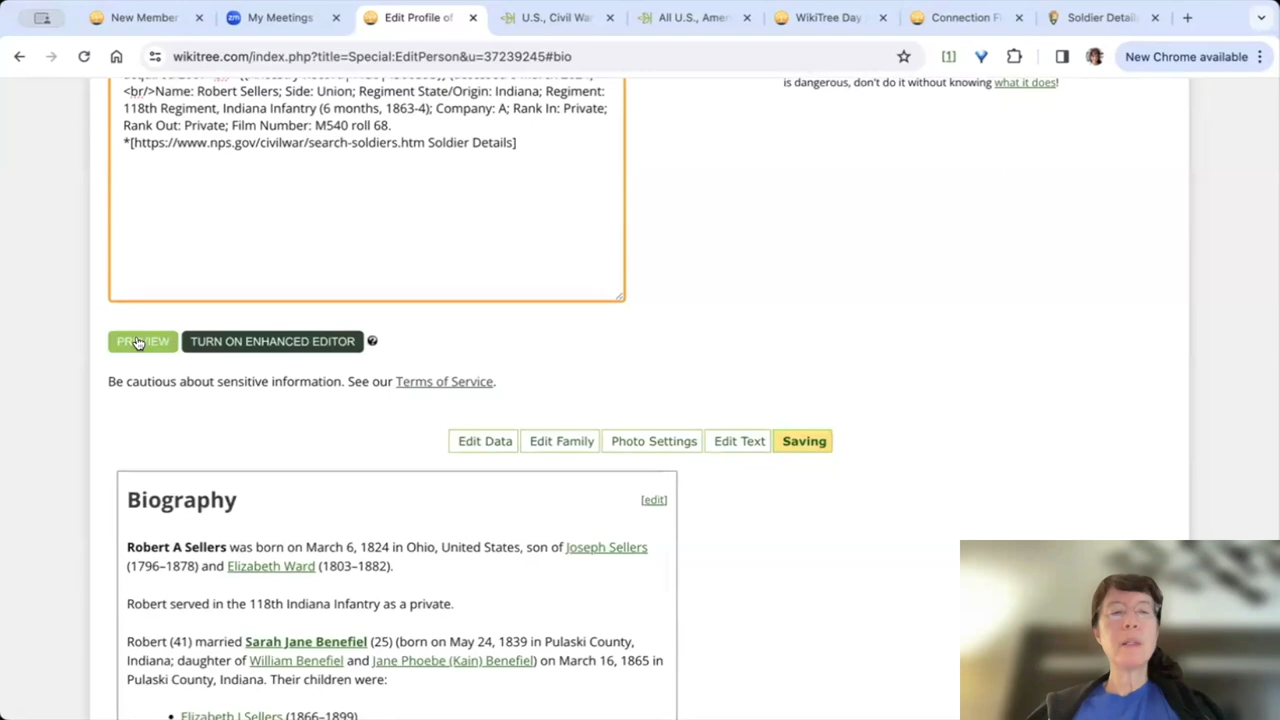 New Member
My Meetings
Edit Profile of
U.S., Civil War
All U.S., Amer
WikiTree Day
Connection Fi
Soldier Detail
wikitree.com/index.php?title=Special:EditPerson&u=37239245#bio
New Chrome available
is dangerous, don't do it without knowing what it does!
<br/>Name: Robert Sellers; Side: Union; Regiment State/Origin: Indiana; Regiment:
118th Regiment, Indiana Infantry (6 months, 1863-4); Company: A; Rank In: Private;
Rank Out: Private; Film Number: M540 roll 68.
*[https://www.nps.gov/civilwar/search-soldiers.htm Soldier Details]
PREVIEW
TURN ON ENHANCED EDITOR
Be cautious about sensitive information. See our Terms of Service.
Edit Data
Edit Family
Photo Settings
Edit Text
Saving
Biography
[edit]
Robert A Sellers was born on March 6, 1824 in Ohio, United States, son of Joseph Sellers
(1796–1878) and Elizabeth Ward (1803–1882).
Robert served in the 118th Indiana Infantry as a private.
Robert (41) married Sarah Jane Benefiel (25) (born on May 24, 1839 in Pulaski County,
Indiana; daughter of William Benefiel and Jane Phoebe (Kain) Benefiel) on March 16, 1865 in
Pulaski County, Indiana. Their children were:
• Elizabeth J Sellers (1866–1899)